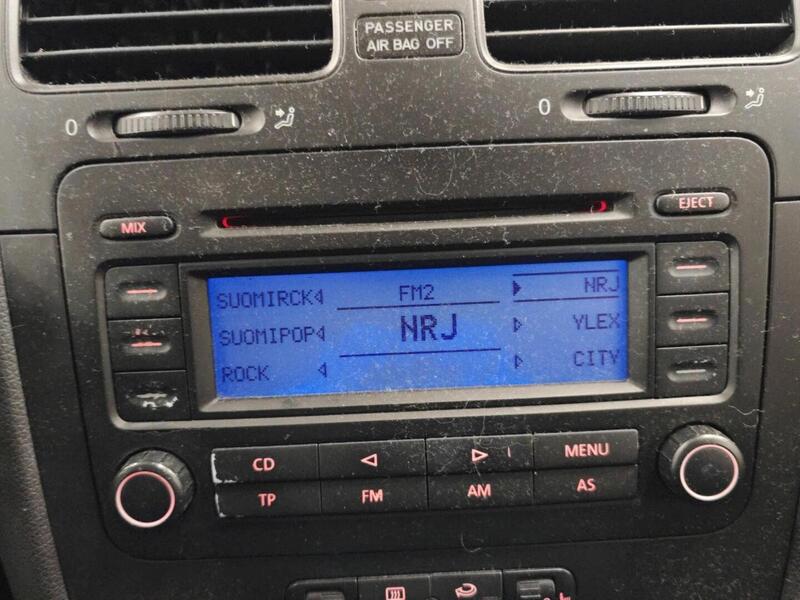 PASSENGER
AIR BAG OFF
0
0
MIX
EJECT
SUOMIRCK
FM2
NRJ
SUOMIPOP
NRJ
YLEX
ROCK
CITY
CD
MENU
TP
FM
AM
AS